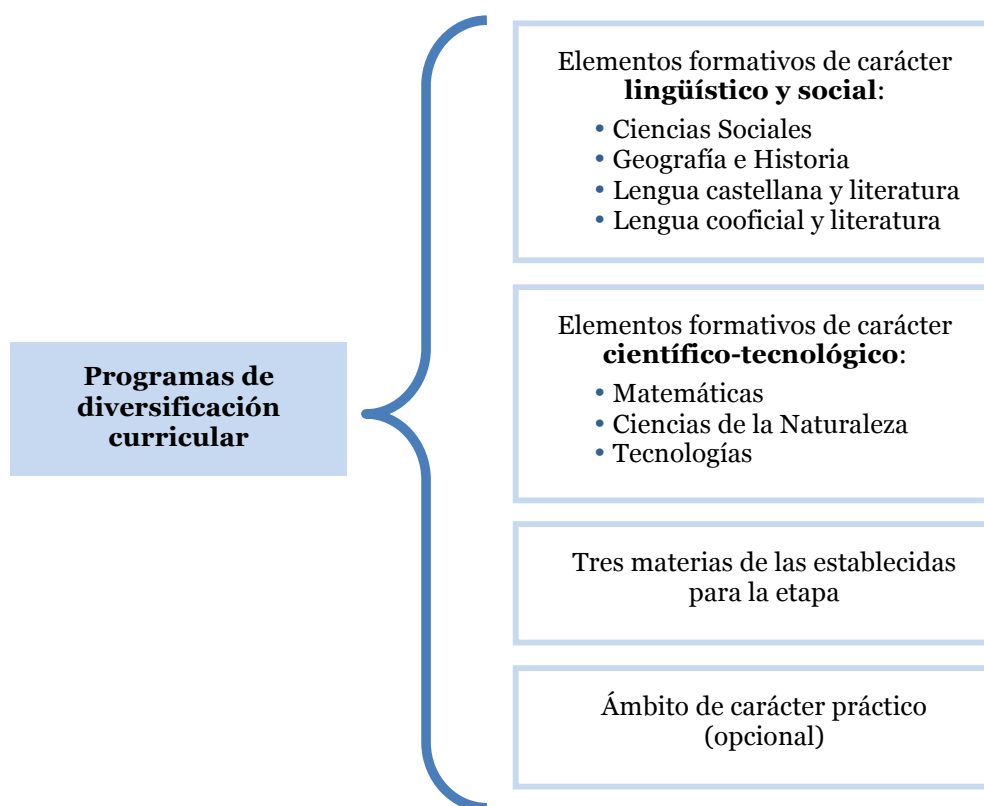 Programas de
diversificación
curricular
Elementos formativos de carácter
lingüístico y social:
• Ciencias Sociales
• Geografía e Historia
• Lengua castellana y literatura
• Lengua cooficial y literatura
Elementos formativos de carácter
científico-tecnológico:
• Matemáticas
• Ciencias de la Naturaleza
• Tecnologías
Tres materias de las establecidas
para la etapa
Ámbito de carácter práctico
(opcional)